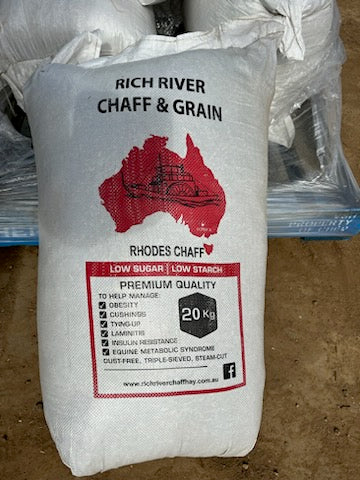 RICH RIVER
CHAFF & GRAIN
RHODES CHAFF
LOW SUGAR | LOW STARCH
PREMIUM QUALITY
TO HELP MANAGE:
OBESITY
CUSHINGS
TYING-UP
LAMINITIS
INSULIN RESISTANCE
EQUINE METABOLIC SYNDROME
20 Kg
DUST-FREE, TRIPLE-SIEVED, STEAM-CUT
www.richriverchaffhay.com.au
f
PROPERTY